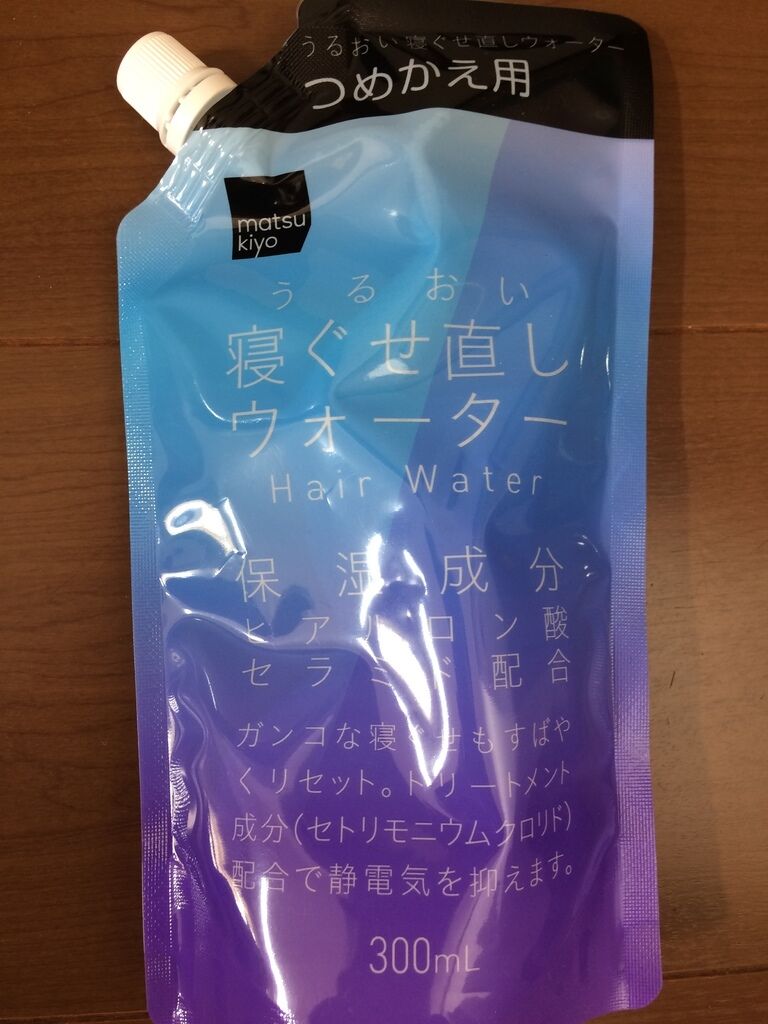 うるおい寝ぐせ直しウォーター
つめかえ用
matsu
kiyo
うるおい
寝ぐせ直し
ウォーター
Hair Water
保湿成分
ヒアルロン酸
セラミド配合
ガンコな寝ぐせもすばや
くリセット。トリートメント
成分(セトリモニウムクロリド)
配合で静電気を抑えます。
300mL